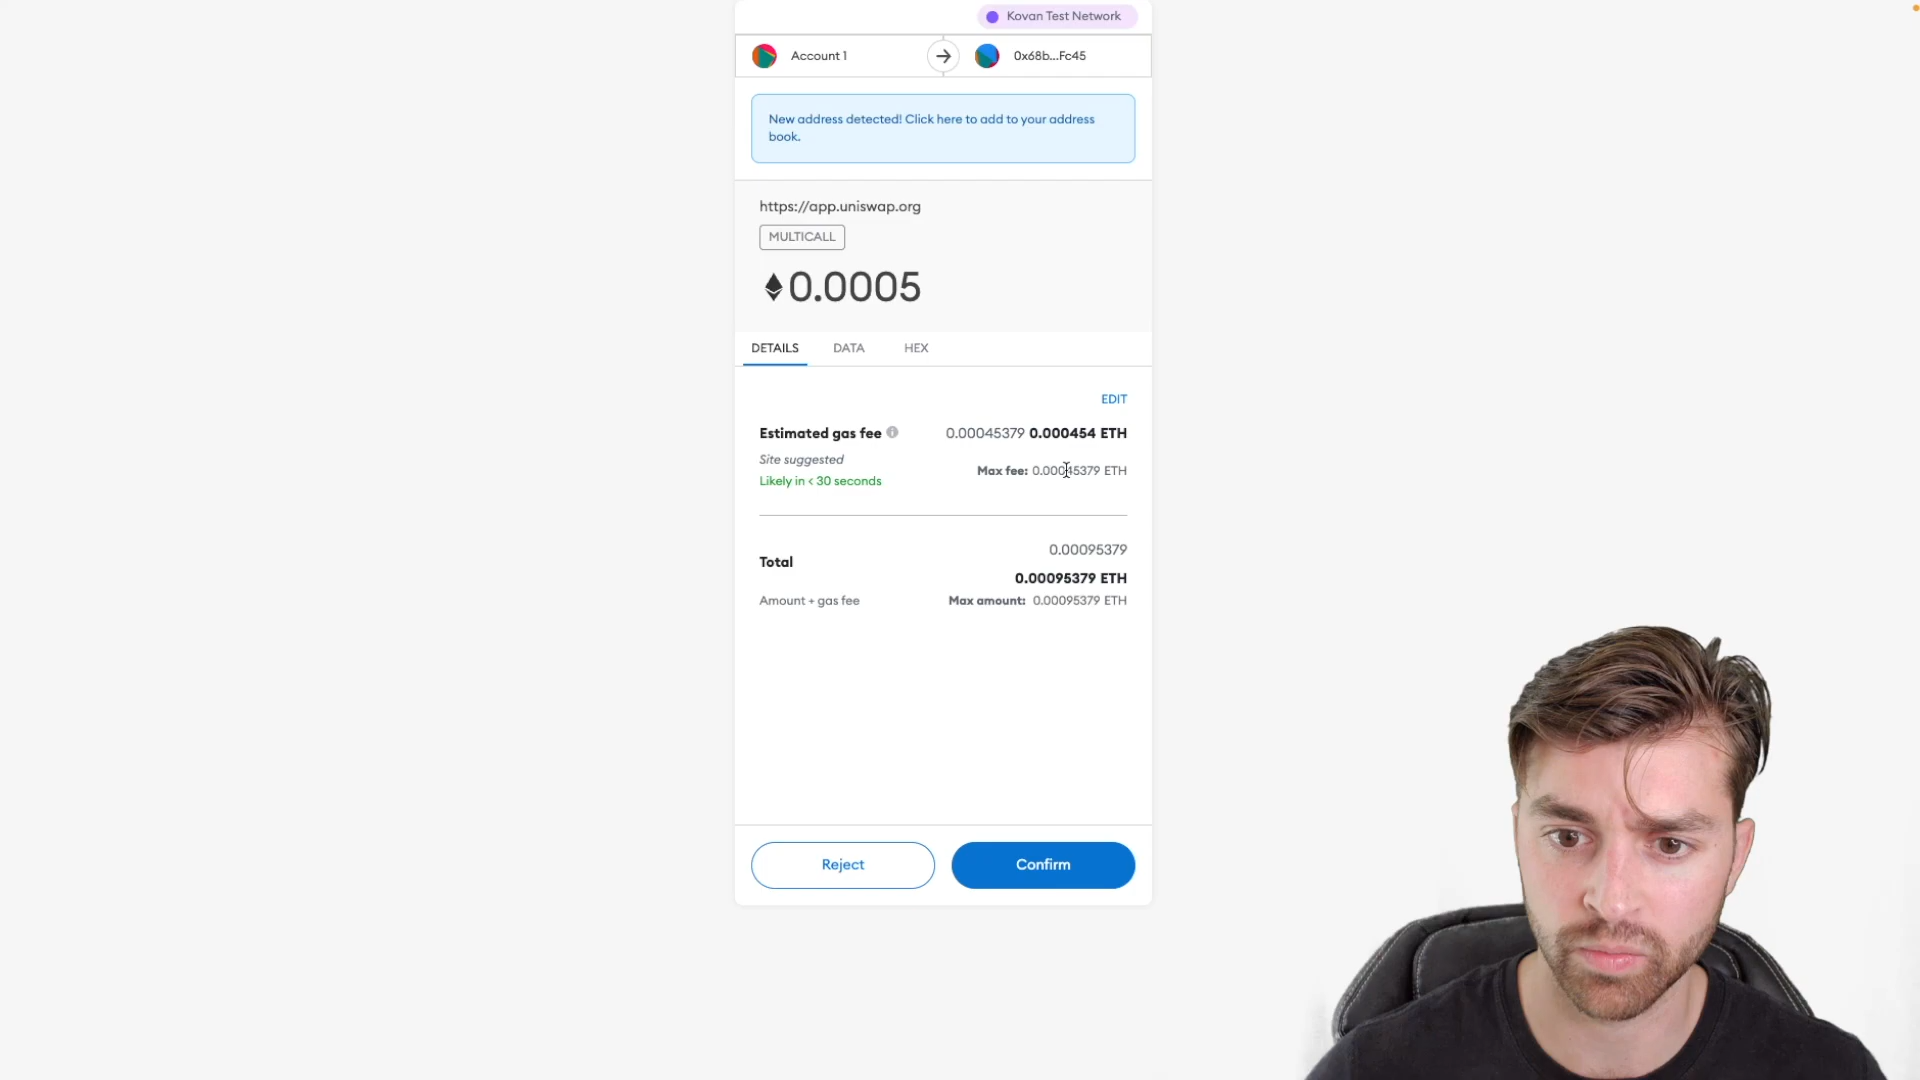 Kovan Test Network
Account 1
0x68b...Fc45
New address detected! Click here to add to your address
book.
https://app.uniswap.org
MULTICALL
0.0005
DETAILS
DATA
HEX
EDIT
Estimated gas fee
0.00045379 0.000454 ETH
Site suggested
Max fee: 0.00045379 ETH
Likely in < 30 seconds
0.00095379
Total
0.00095379 ETH
Amount + gas fee
Max amount: 0.00095379 ETH
Reject
Confirm